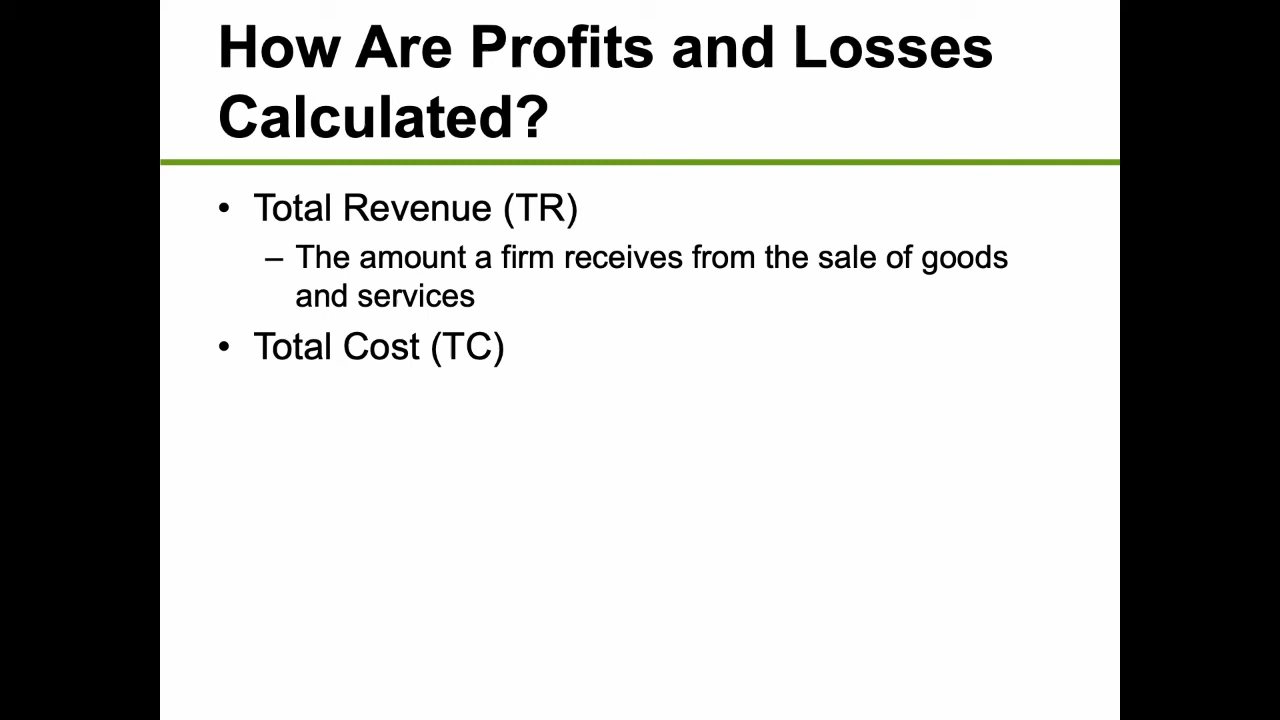 How Are Profits and Losses
Calculated?
• Total Revenue (TR)
– The amount a firm receives from the sale of goods
and services
• Total Cost (TC)